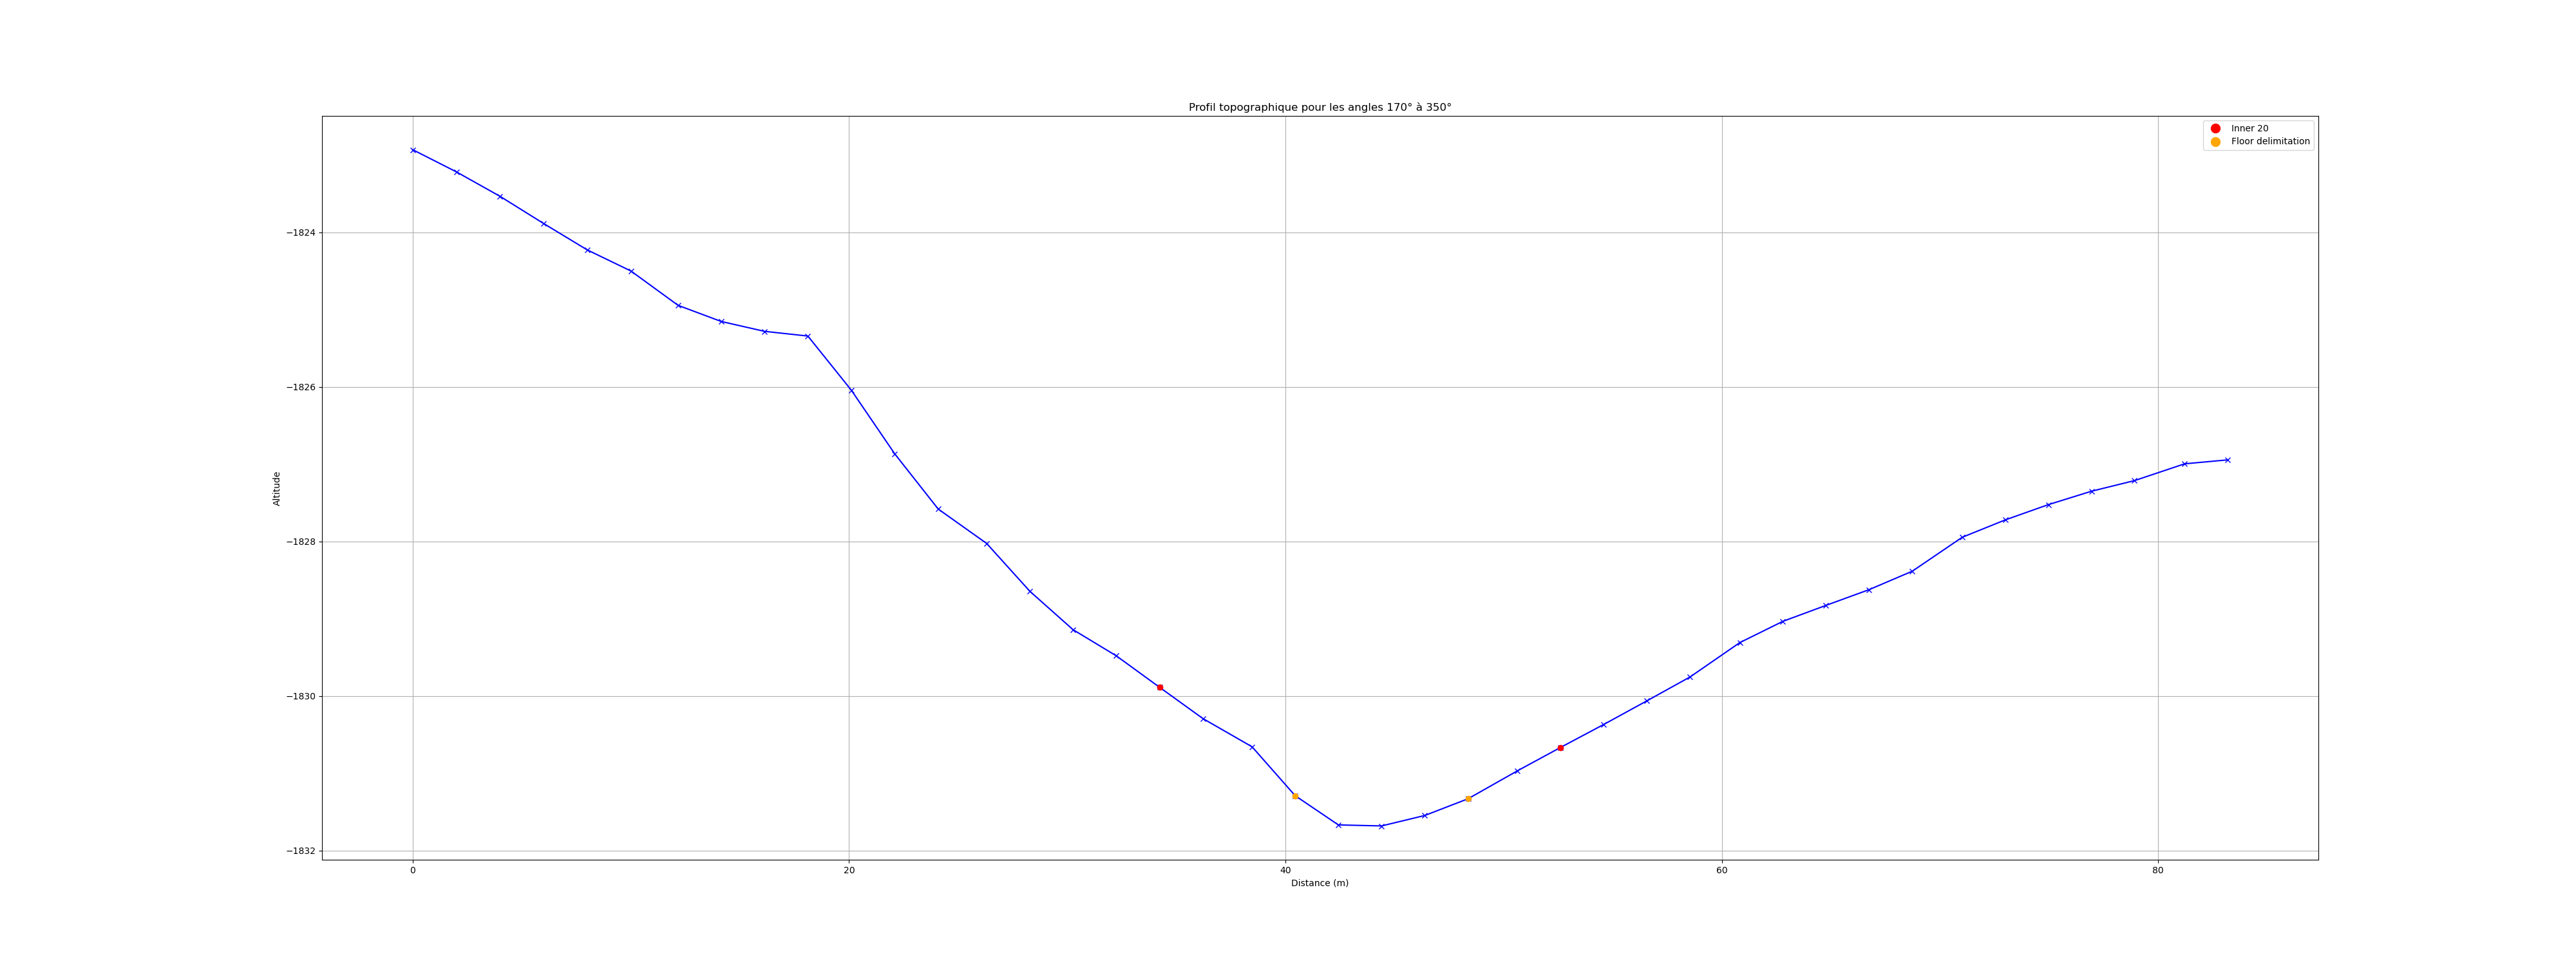 Profil topographique pour les angles 170° à 350°
Inner 20
Floor delimitation
Altitude
−1824
−1826
−1828
−1830
−1832
0 20 40 60 80
Distance (m)